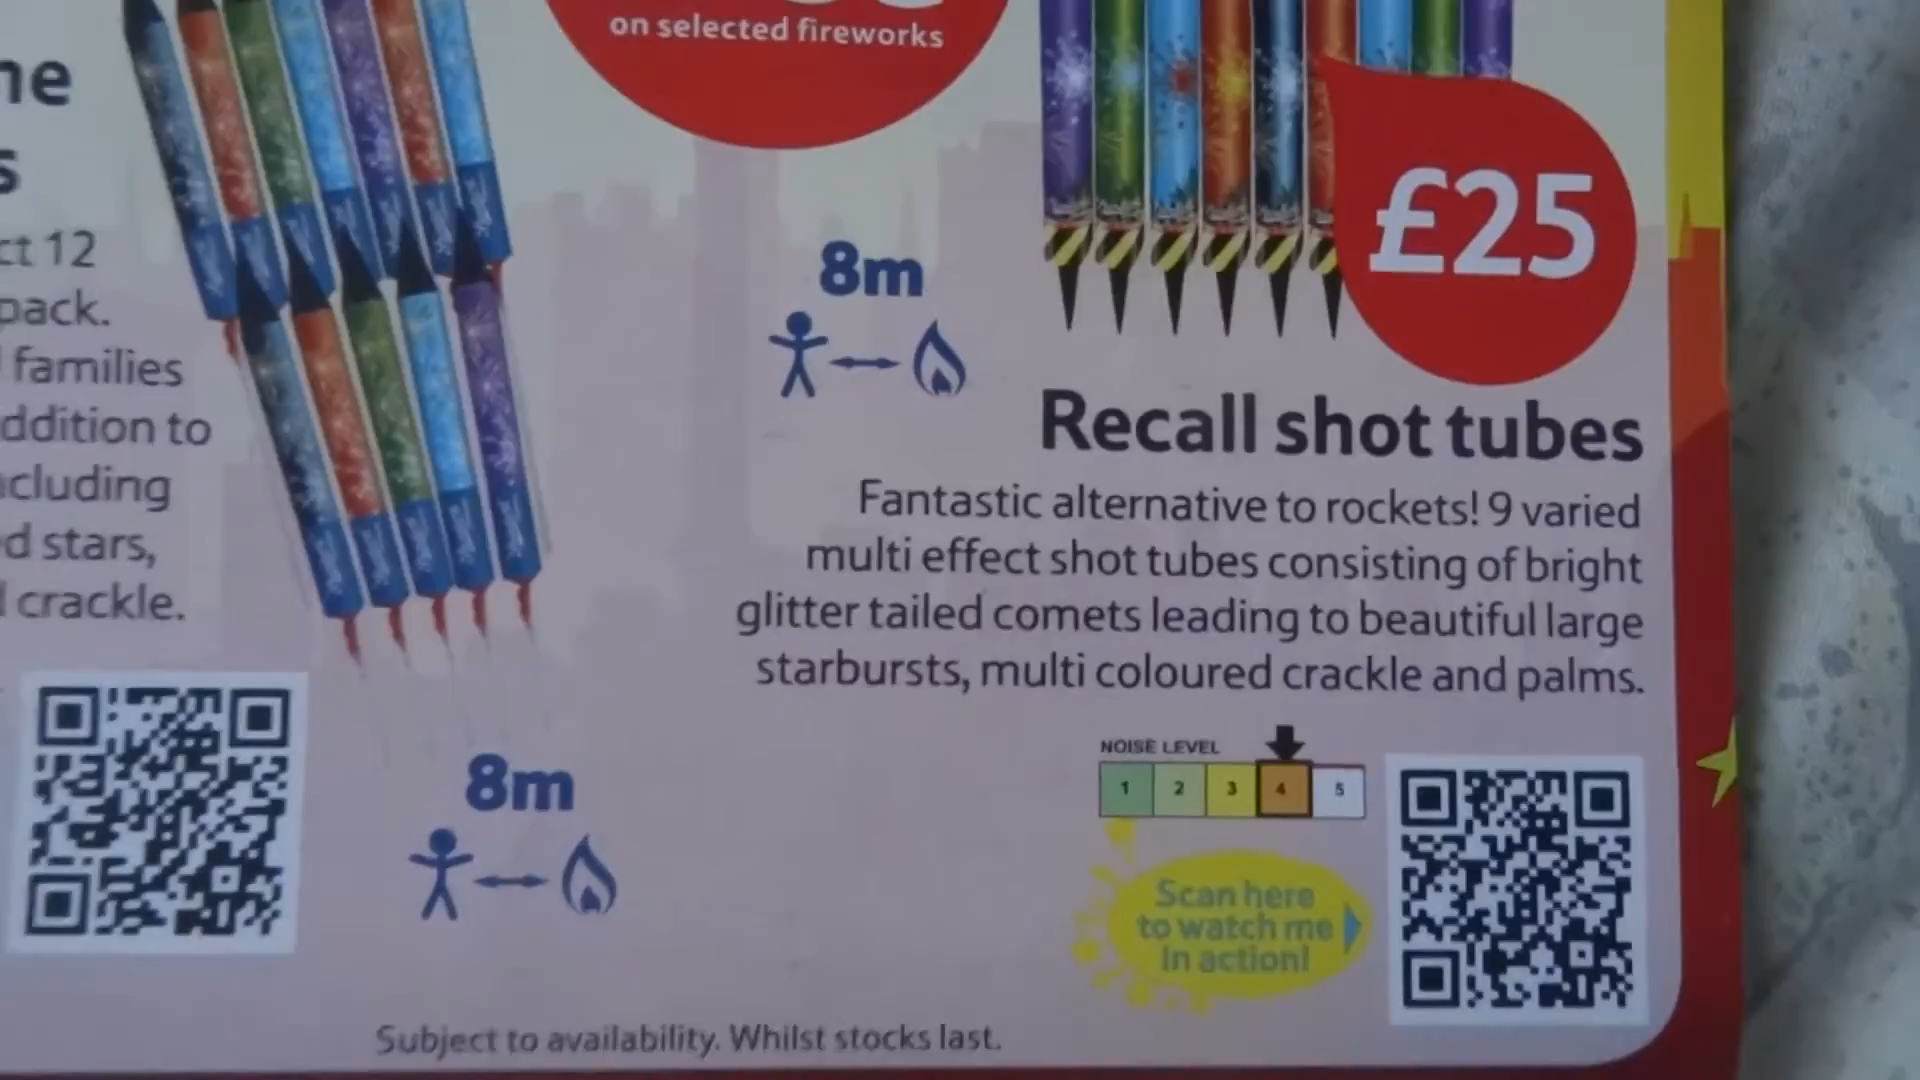 on selected fireworks
£25
ct 12
pack.
families
ddition to
cluding
d stars,
crackle.
8m
Recall shot tubes
Fantastic alternative to rockets! 9 varied
multi effect shot tubes consisting of bright
glitter tailed comets leading to beautiful large
starbursts, multi coloured crackle and palms.
8m
NOISE LEVEL
1 2 3 4 5
Scan here
to watch me
in action!
Subject to availability. Whilst stocks last.